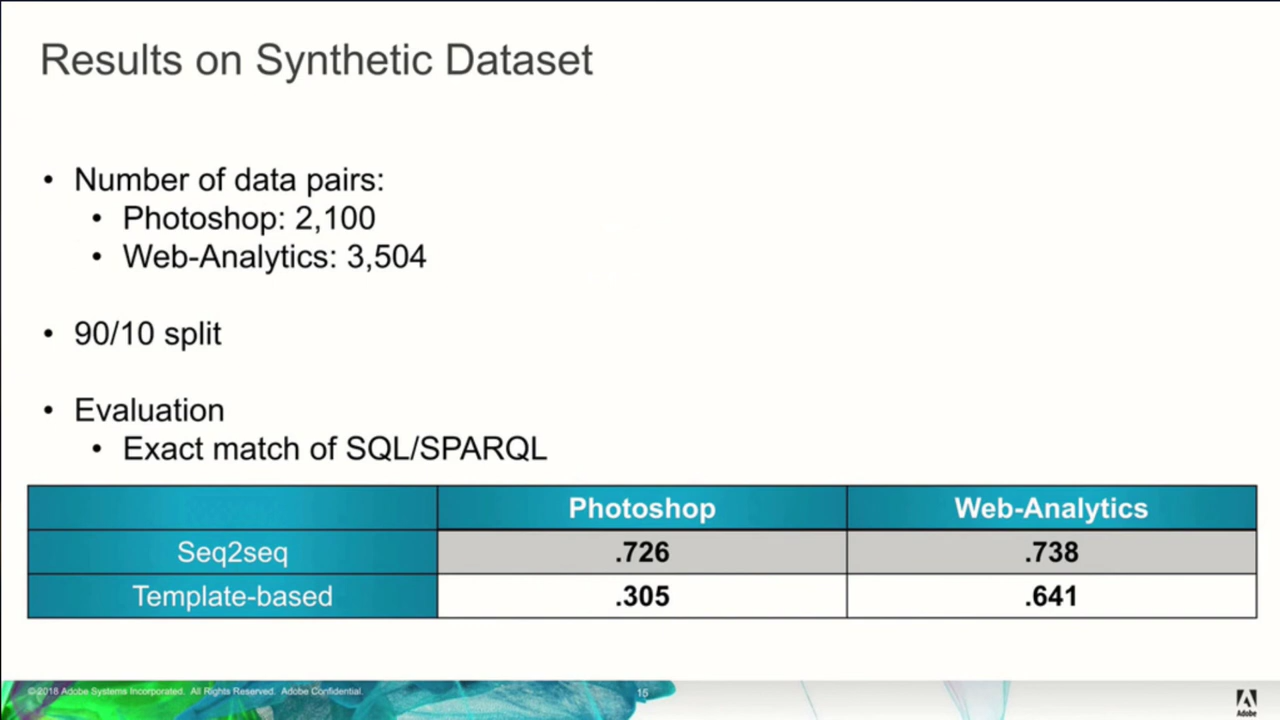 Results on Synthetic Dataset
• Number of data pairs:
• Photoshop: 2,100
• Web-Analytics: 3,504
• 90/10 split
• Evaluation
• Exact match of SQL/SPARQL
Photoshop Web-Analytics
Seq2seq .726 .738
Template-based .305 .641
© 2018 Adobe Systems Incorporated. All Rights Reserved. Adobe Confidential.
15
Adobe